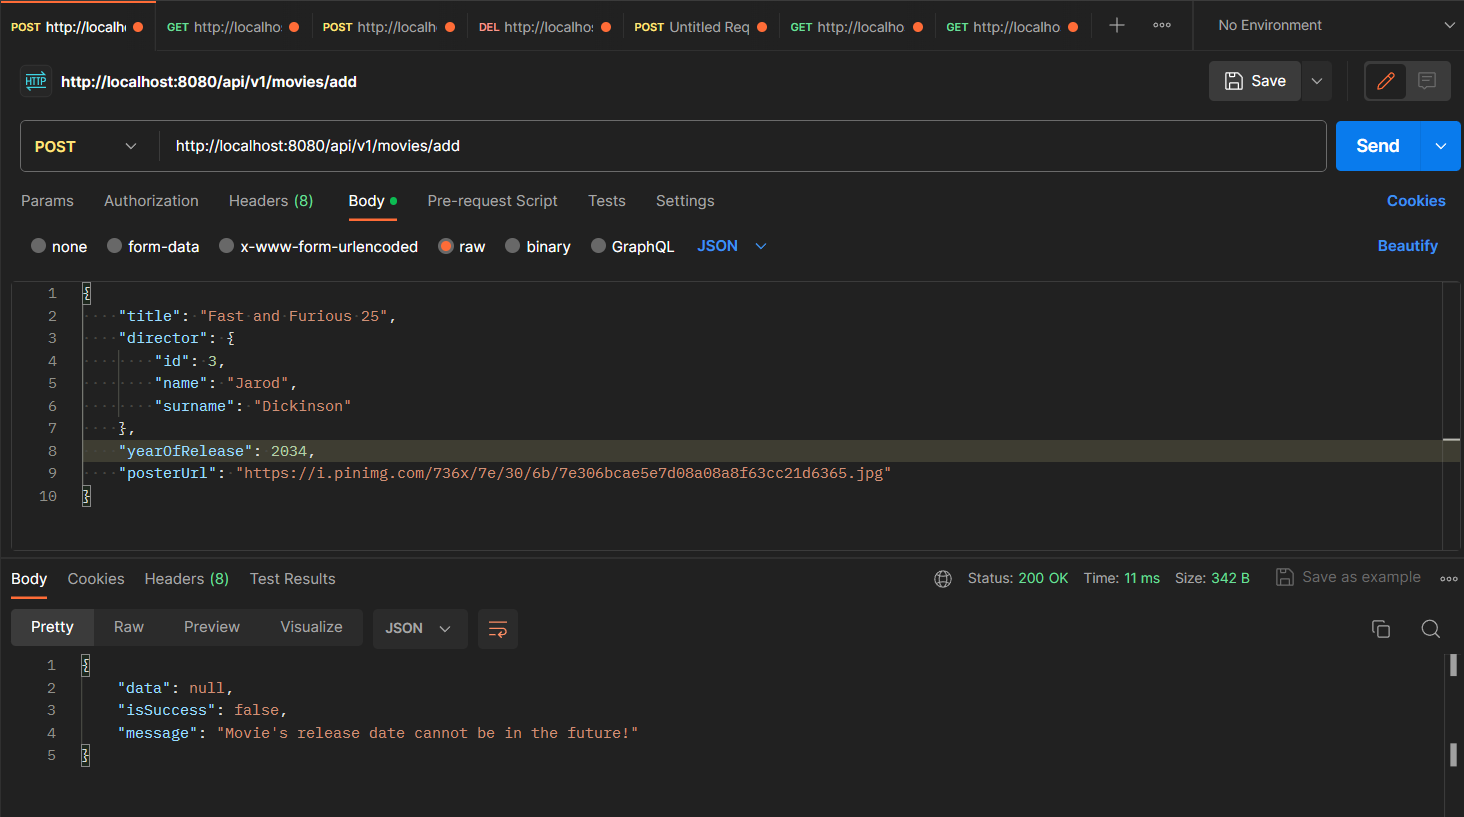 POST http://localh GET http://localho POST http://localh DEL http://localhos POST Untitled Req GET http://localho GET http://localho No Environment
HTTP http://localhost:8080/api/v1/movies/add Save
POST http://localhost:8080/api/v1/movies/add Send
Params Authorization Headers (8) Body Pre-request Script Tests Settings Cookies
none form-data x-www-form-urlencoded raw binary GraphQL JSON Beautify
1 {
2 "title": "Fast and Furious 25",
3 "director": {
4 "id": 3,
5 "name": "Jarod",
6 "surname": "Dickinson"
7 },
8 "yearOfRelease": 2034,
9 "posterUrl": "https://i.pinimg.com/736x/7e/30/6b/7e306bcae5e7d08a08a8f63cc21d6365.jpg"
10 }
Body Cookies Headers (8) Test Results Status: 200 OK Time: 11 ms Size: 342 B Save as example
Pretty Raw Preview Visualize JSON
1 {
2 "data": null,
3 "isSuccess": false,
4 "message": "Movie's release date cannot be in the future!"
5 }